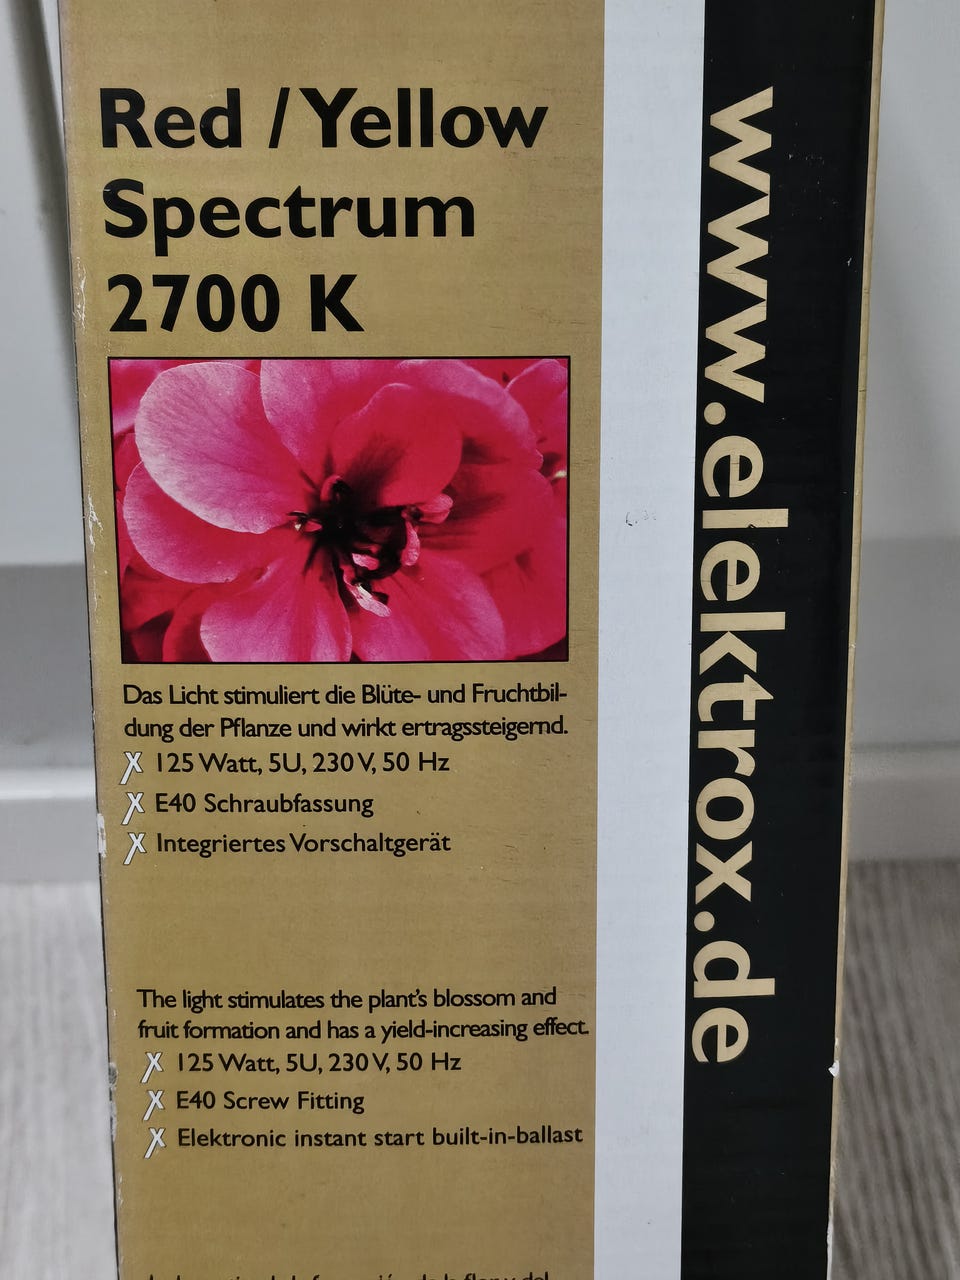 Red / Yellow
Spectrum
2700 K
Das Licht stimuliert die Blüte- und Fruchtbil-
dung der Pflanze und wirkt ertragssteigernd.
X 125 Watt, 5U, 230 V, 50 Hz
X E40 Schraubfassung
X Integriertes Vorschaltgerät
The light stimulates the plant's blossom and
fruit formation and has a yield-increasing effect.
X 125 Watt, 5U, 230 V, 50 Hz
X E40 Screw Fitting
X Elektronic instant start built-in-ballast
www.elektrox.de